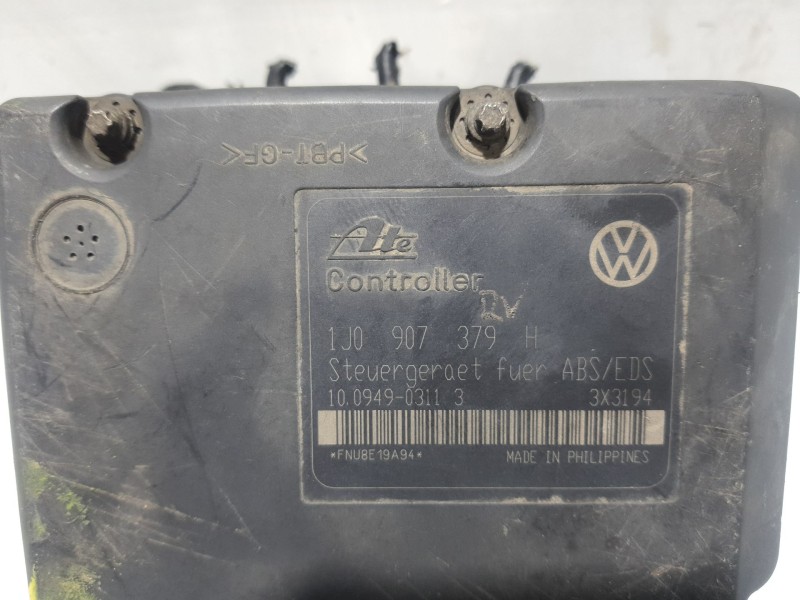 >PBT-GF<
Ate
Controller
RV
1J0 907 379 H
Steuergeraet fuer ABS/EDS
10.0949-0311 3 3X3194
*FNU8E19A94*
MADE IN PHILIPPINES